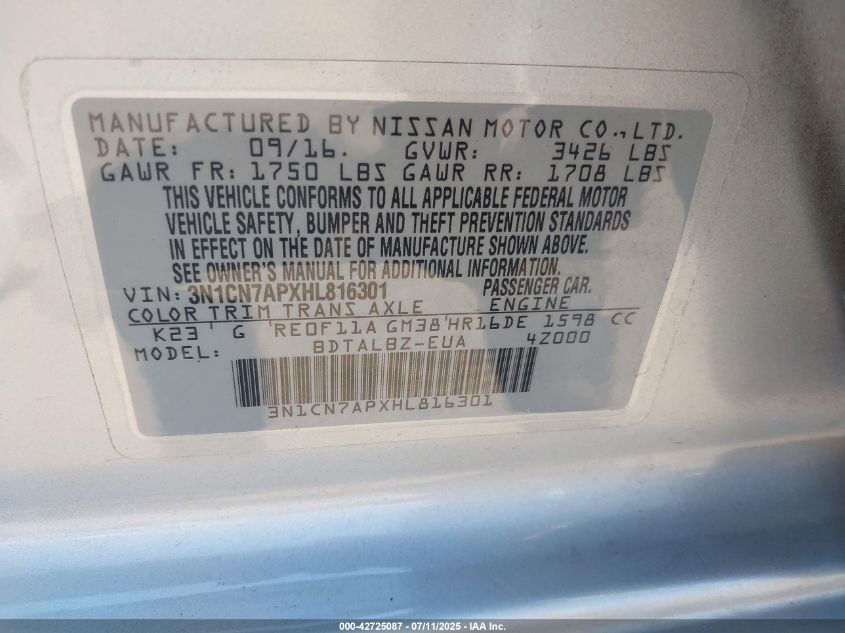 MANUFACTURED BY NISSAN MOTOR CO., LTD.
DATE: 09/16. GVWR: 3426 LBS
GAWR FR: 1750 LBS GAWR RR: 1708 LBS
THIS VEHICLE CONFORMS TO ALL APPLICABLE FEDERAL MOTOR
VEHICLE SAFETY, BUMPER AND THEFT PREVENTION STANDARDS
IN EFFECT ON THE DATE OF MANUFACTURE SHOWN ABOVE.
SEE OWNER'S MANUAL FOR ADDITIONAL INFORMATION.
VIN: 3N1CN7APXHL816301 PASSENGER CAR.
COLOR TRIM TRANS AXLE ENGINE
K23 ' G 'RE0F11A GM38'HR16DE 1598 CC
MODEL: BDTALBZ-EUA 4Z000
3N1CN7APXHL816301
000-42725087 - 07/11/2025 - IAA Inc.